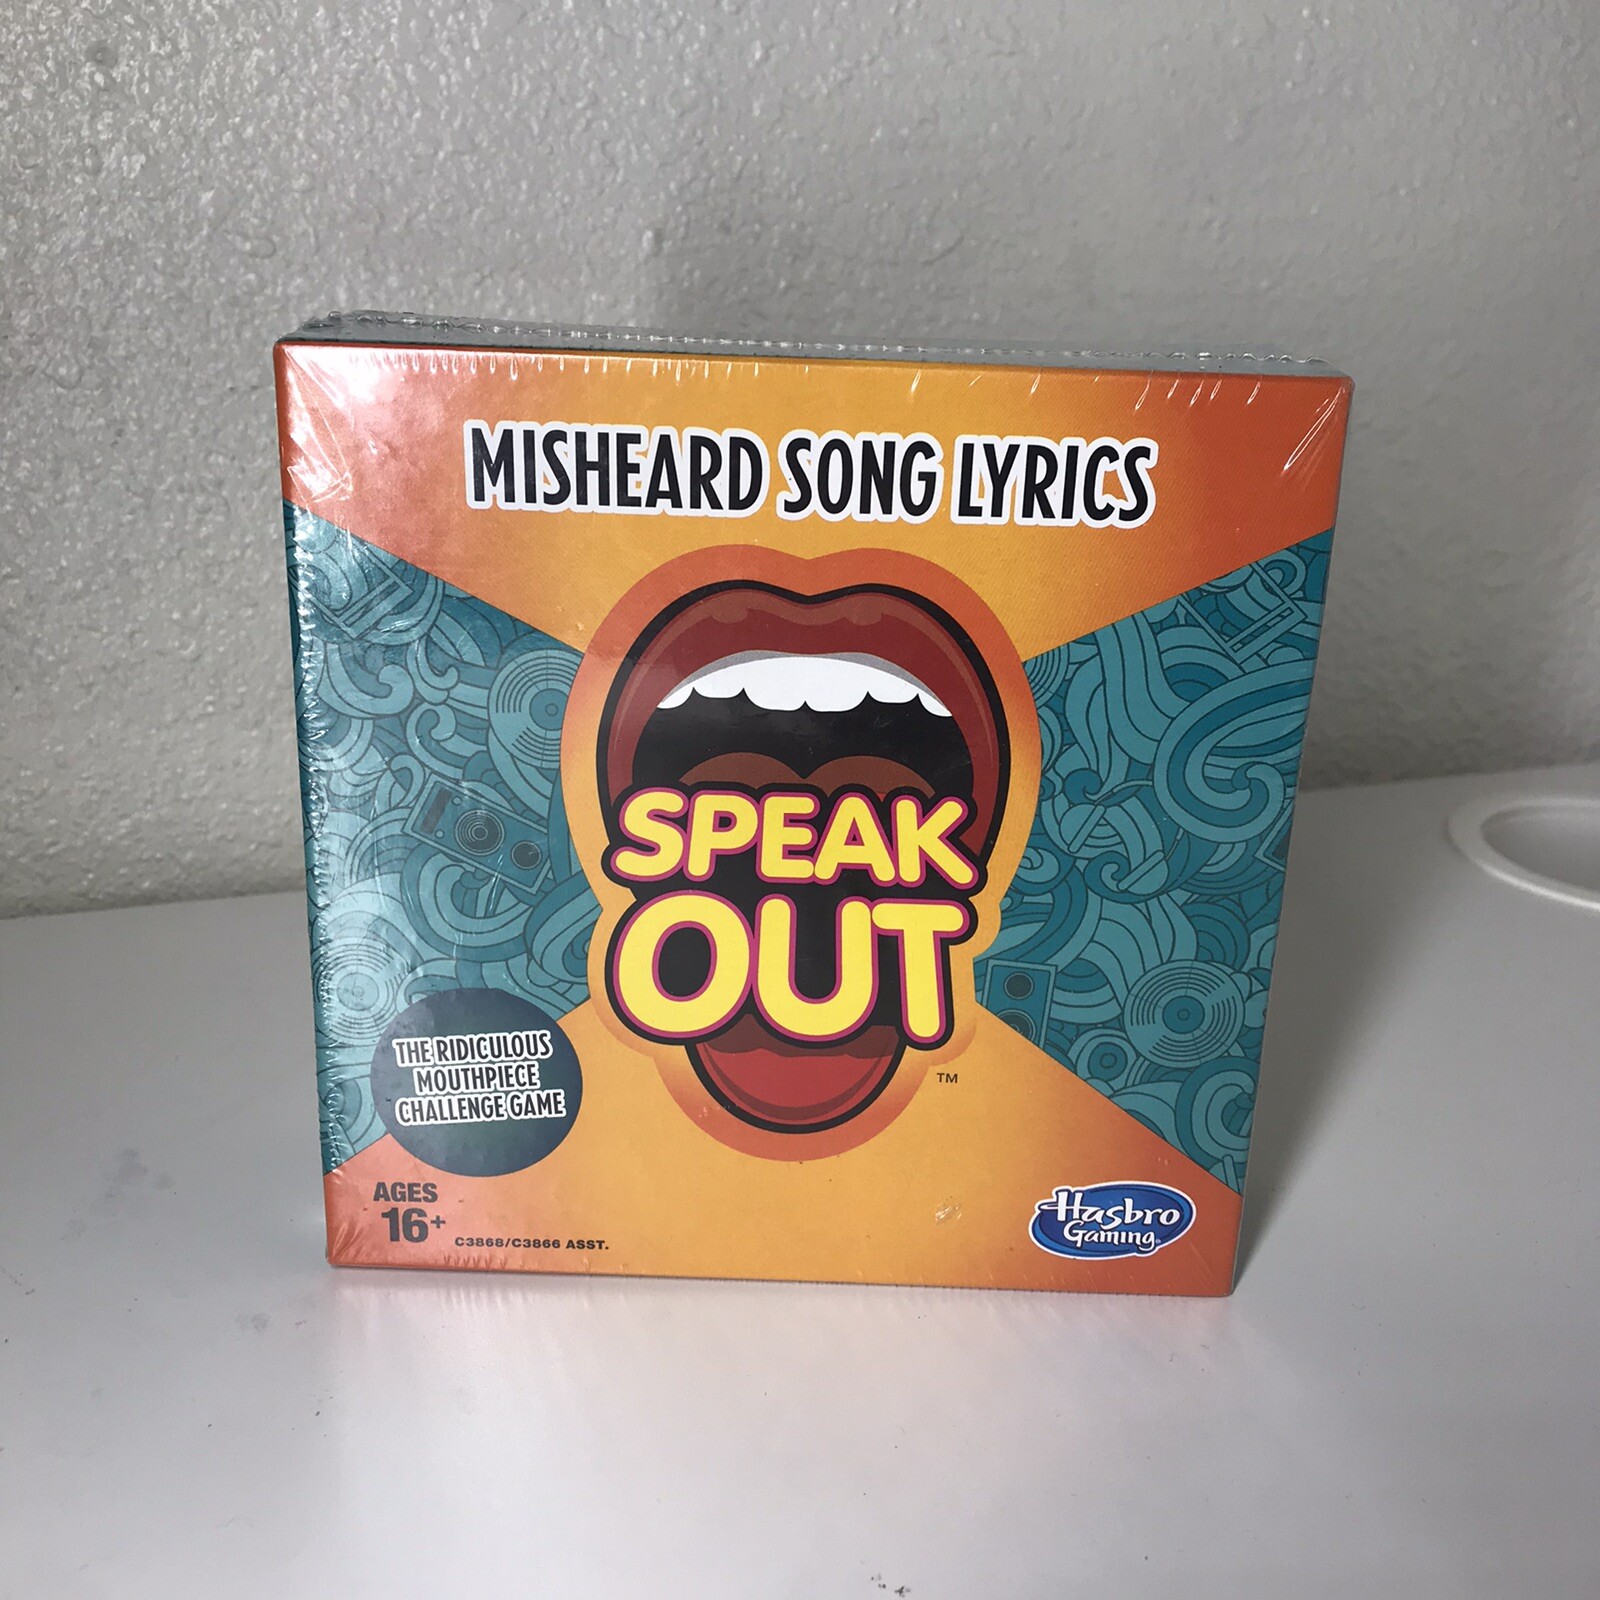 MISHEARD SONG LYRICS
SPEAK
OUT
TM
THE RIDICULOUS
MOUTHPIECE
CHALLENGE GAME
AGES
16+
C3868/C3866 ASST.
Hasbro
Gaming